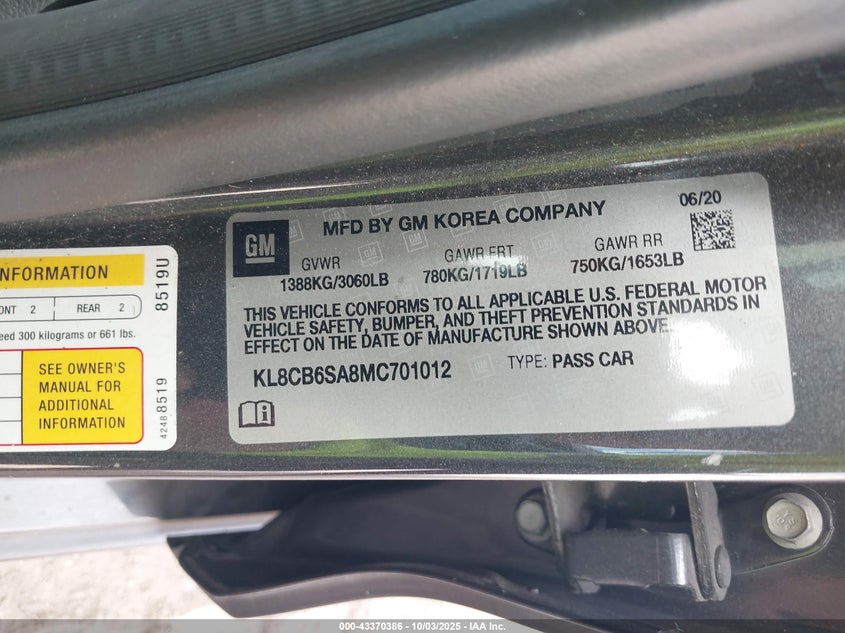 GM
MFD BY GM KOREA COMPANY
06/20
GVWR
1388KG/3060LB
GAWR FRT
780KG/1719LB
GAWR RR
750KG/1653LB
THIS VEHICLE CONFORMS TO ALL APPLICABLE U.S. FEDERAL MOTOR
VEHICLE SAFETY, BUMPER, AND THEFT PREVENTION STANDARDS IN
EFFECT ON THE DATE OF MANUFACTURE SHOWN ABOVE.
KL8CB6SA8MC701012
TYPE: PASS CAR
NFORMATION
ONT 2
REAR 2
eed 300 kilograms or 661 lbs.
SEE OWNER'S
MANUAL FOR
ADDITIONAL
INFORMATION
8519U
42488519
000-43370386 - 10/03/2025 - IAA Inc.